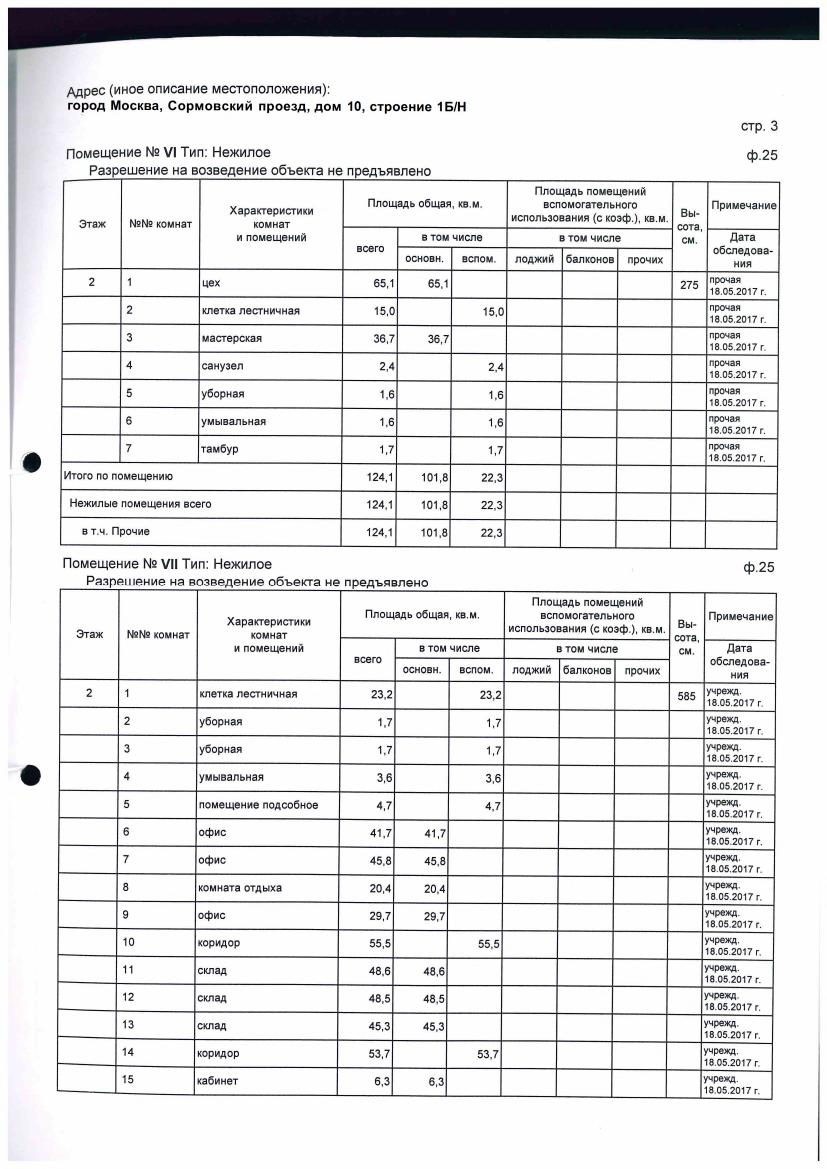 Адрес (иное описание местоположения):
город Москва, Сормовский проезд, дом 10, строение 1Б/Н
стр. 3
Помещение № VI Тип: Нежилое ф.25
Разрешение на возведение объекта не предъявлено
Этаж №№ комнат Характеристики комнат и помещений Площадь общая, кв.м. Площадь помещений вспомогательного использования (с коэф.), кв.м. Вы-сота, см. Примечание
всего в том числе в том числе Дата обследова-ния
основн. вспом. лоджий балконов прочих
2 1 цех 65,1 65,1 275 прочая 18.05.2017 г.
2 клетка лестничная 15,0 15,0 прочая 18.05.2017 г.
3 мастерская 36,7 36,7 прочая 18.05.2017 г.
4 санузел 2,4 2,4 прочая 18.05.2017 г.
5 уборная 1,6 1,6 прочая 18.05.2017 г.
6 умывальная 1,6 1,6 прочая 18.05.2017 г.
7 тамбур 1,7 1,7 прочая 18.05.2017 г.
Итого по помещению 124,1 101,8 22,3
Нежилые помещения всего 124,1 101,8 22,3
в т.ч. Прочие 124,1 101,8 22,3
Помещение № VII Тип: Нежилое ф.25
Разрешение на возведение объекта не предъявлено
Этаж №№ комнат Характеристики комнат и помещений Площадь общая, кв.м. Площадь помещений вспомогательного использования (с коэф.), кв.м. Вы-сота, см. Примечание
всего в том числе в том числе Дата обследова-ния
основн. вспом. лоджий балконов прочих
2 1 клетка лестничная 23,2 23,2 585 учрежд. 18.05.2017 г.
2 уборная 1,7 1,7 учрежд. 18.05.2017 г.
3 уборная 1,7 1,7 учрежд. 18.05.2017 г.
4 умывальная 3,6 3,6 учрежд. 18.05.2017 г.
5 помещение подсобное 4,7 4,7 учрежд. 18.05.2017 г.
6 офис 41,7 41,7 учрежд. 18.05.2017 г.
7 офис 45,8 45,8 учрежд. 18.05.2017 г.
8 комната отдыха 20,4 20,4 учрежд. 18.05.2017 г.
9 офис 29,7 29,7 учрежд. 18.05.2017 г.
10 коридор 55,5 55,5 учрежд. 18.05.2017 г.
11 склад 48,6 48,6 учрежд. 18.05.2017 г.
12 склад 48,5 48,5 учрежд. 18.05.2017 г.
13 склад 45,3 45,3 учрежд. 18.05.2017 г.
14 коридор 53,7 53,7 учрежд. 18.05.2017 г.
15 кабинет 6,3 6,3 учрежд. 18.05.2017 г.